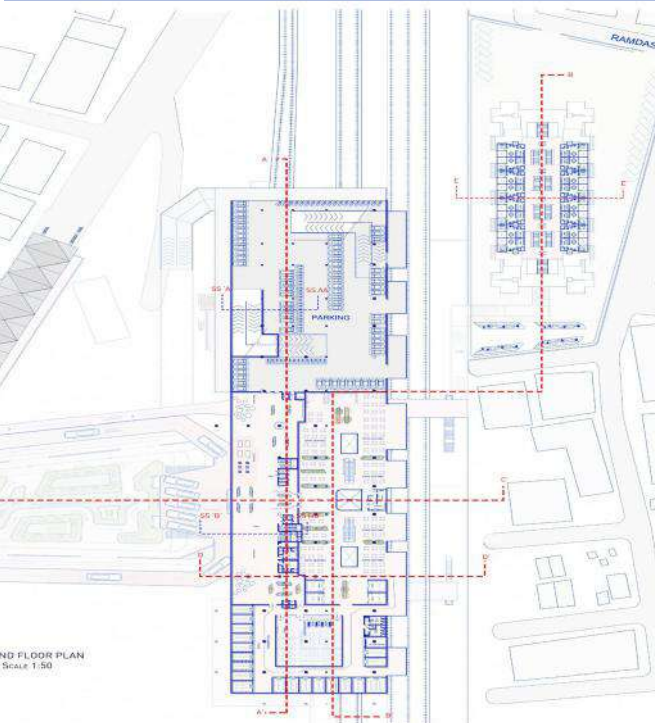 RAMDAS
B
A
C
E
SS 'A
SS AA'
PARKING
C'
SS 'B'
D
D'
ND FLOOR PLAN
SCALE 1:50
A'
B'